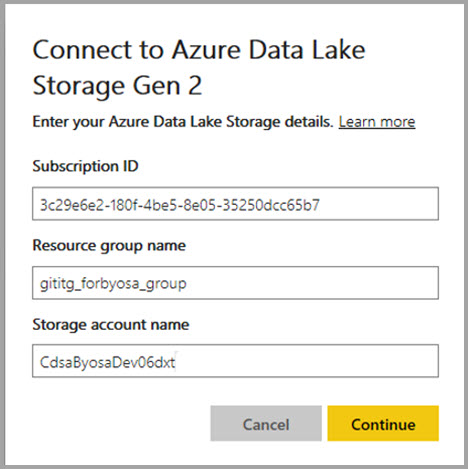 Connect to Azure Data Lake
Storage Gen 2
Enter your Azure Data Lake Storage details. Learn more
Subscription ID
3c29e6e2-180f-4be5-8e05-35250dcc65b7
Resource group name
gititg_forbyosa_group
Storage account name
CdsaByosaDev06dxt
Cancel Continue